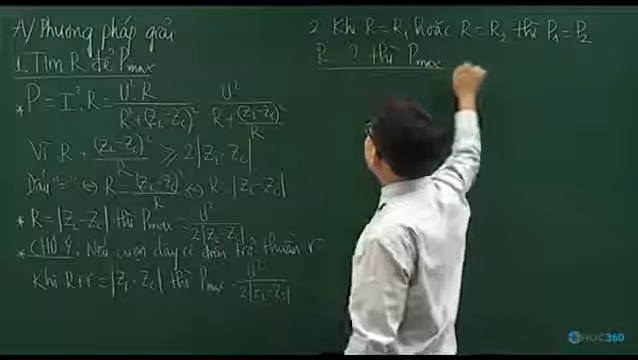 A/ Phương pháp giải
1. Tìm R để Pmax
* P = I².R = U².R / (R² + (ZL-ZC)²) = U² / (R + (ZL-ZC)²/R)
Vì R + (ZL-ZC)²/R ≥ 2|ZL-ZC|
Dấu "=" ⇔ R = (ZL-ZC)²/R ⇔ R = |ZL-ZC|
* R = |ZL-ZC| thì Pmax = U² / 2|ZL-ZC|
* CHÚ Ý: Nếu cuộn dây có điện trở thuần r
Khi R+r = |ZL-ZC| thì Pmax = U² / 2|ZL-ZC|
2. Khi R = R1 hoặc R = R2 thì P1 = P2
R ? thì Pmax
HOC360